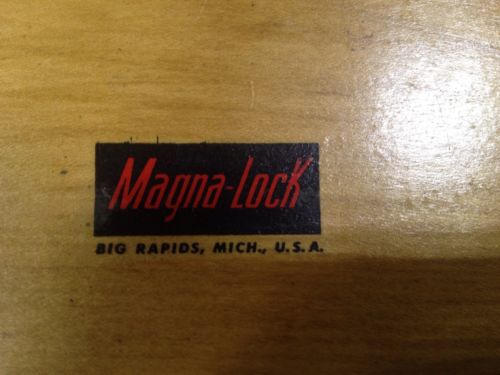 Magna-Lock
BIG RAPIDS, MICH., U.S.A.